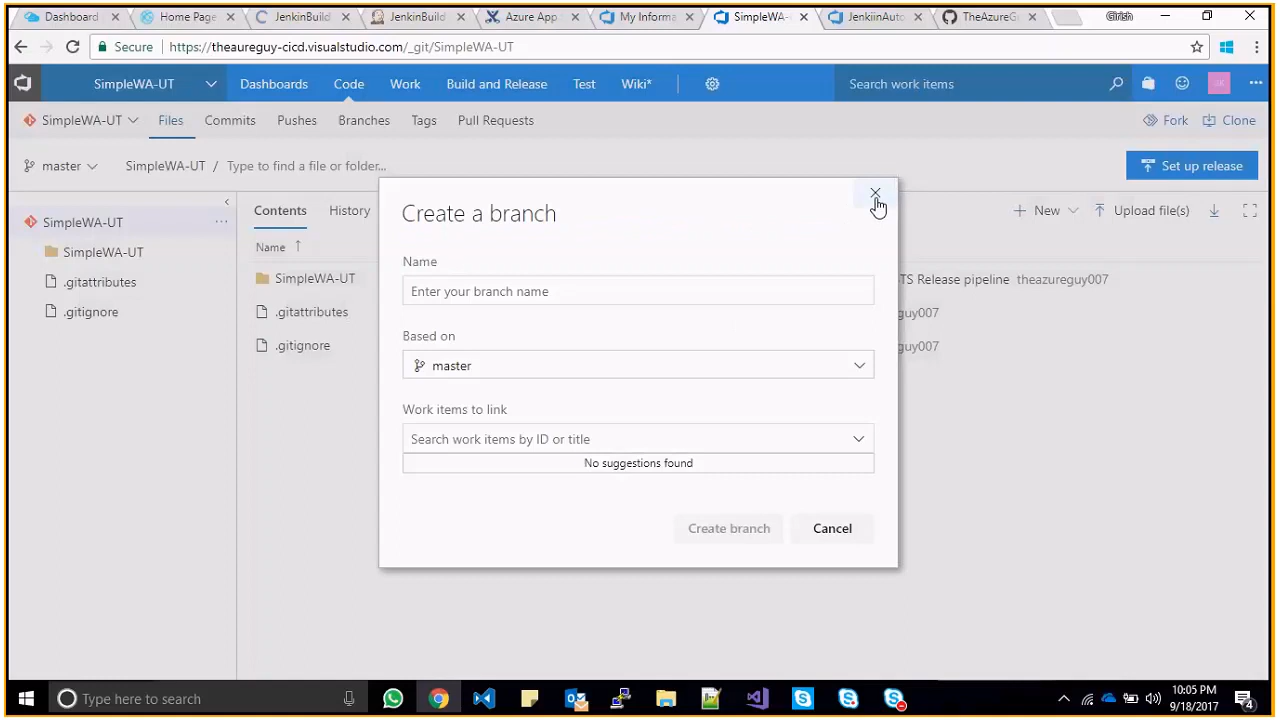 Dashboard
Home Page
JenkinBuild
JenkinBuild
Azure App
My Informa
SimpleWA-
JenkiinAuto
TheAzureG
Girish
Secure
https://theaureguy-cicd.visualstudio.com/_git/SimpleWA-UT
SimpleWA-UT
Dashboards
Code
Work
Build and Release
Test
Wiki*
Search work items
SimpleWA-UT
Files
Commits
Pushes
Branches
Tags
Pull Requests
Fork
Clone
master
SimpleWA-UT / Type to find a file or folder...
Set up release
SimpleWA-UT
SimpleWA-UT
.gitattributes
.gitignore
Contents
History
New
Upload file(s)
Name
SimpleWA-UT
TS Release pipeline theazureguy007
.gitattributes
guy007
.gitignore
guy007
Create a branch
Name
Enter your branch name
Based on
master
Work items to link
Search work items by ID or title
No suggestions found
Create branch
Cancel
Type here to search
10:05 PM
9/18/2017
4